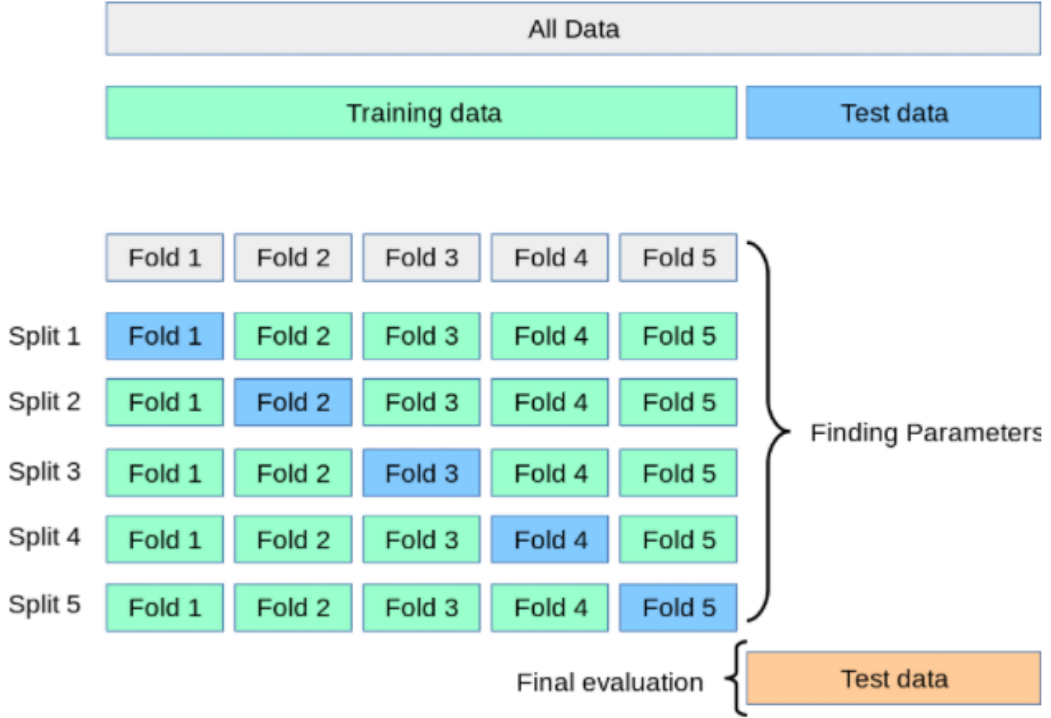 All Data
Training data Test data
Fold 1 Fold 2 Fold 3 Fold 4 Fold 5
Split 1 Fold 1 Fold 2 Fold 3 Fold 4 Fold 5
Split 2 Fold 1 Fold 2 Fold 3 Fold 4 Fold 5
Finding Parameters
Split 3 Fold 1 Fold 2 Fold 3 Fold 4 Fold 5
Split 4 Fold 1 Fold 2 Fold 3 Fold 4 Fold 5
Split 5 Fold 1 Fold 2 Fold 3 Fold 4 Fold 5
Final evaluation Test data